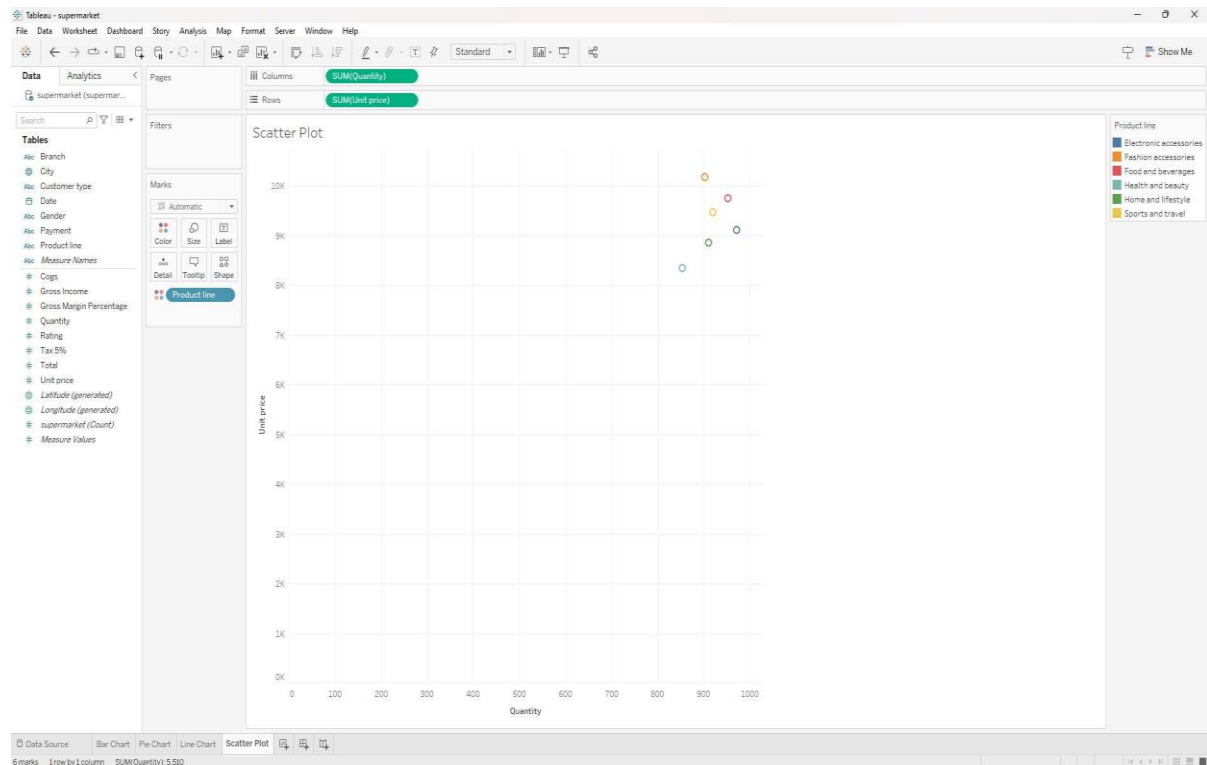 Tableau - supermarket
File Data Worksheet Dashboard Story Analysis Map Format Server Window Help
Standard
Show Me
Data Analytics
supermarket (supermar...
Search
Tables
Abc Branch
City
Abc Customer type
Date
Abc Gender
Abc Payment
Abc Product line
Abc Measure Names
# Cogs
# Gross Income
# Gross Margin Percentage
# Quantity
# Rating
# Tax 5%
# Total
# Unit price
Latitude (generated)
Longitude (generated)
# supermarket (Count)
# Measure Values
Pages
Filters
Marks
Automatic
Color Size Label
Detail Tooltip Shape
Product line
Columns SUM(Quantity)
Rows SUM(Unit price)
Scatter Plot
10K
9K
8K
7K
6K
5K
4K
3K
2K
1K
0K
Unit price
0 100 200 300 400 500 600 700 800 900 1000
Quantity
Product line
Electronic accessories
Fashion accessories
Food and beverages
Health and beauty
Home and lifestyle
Sports and travel
Data Source Bar Chart Pie Chart Line Chart Scatter Plot
6 marks 1 row by 1 column SUM(Quantity): 5,510